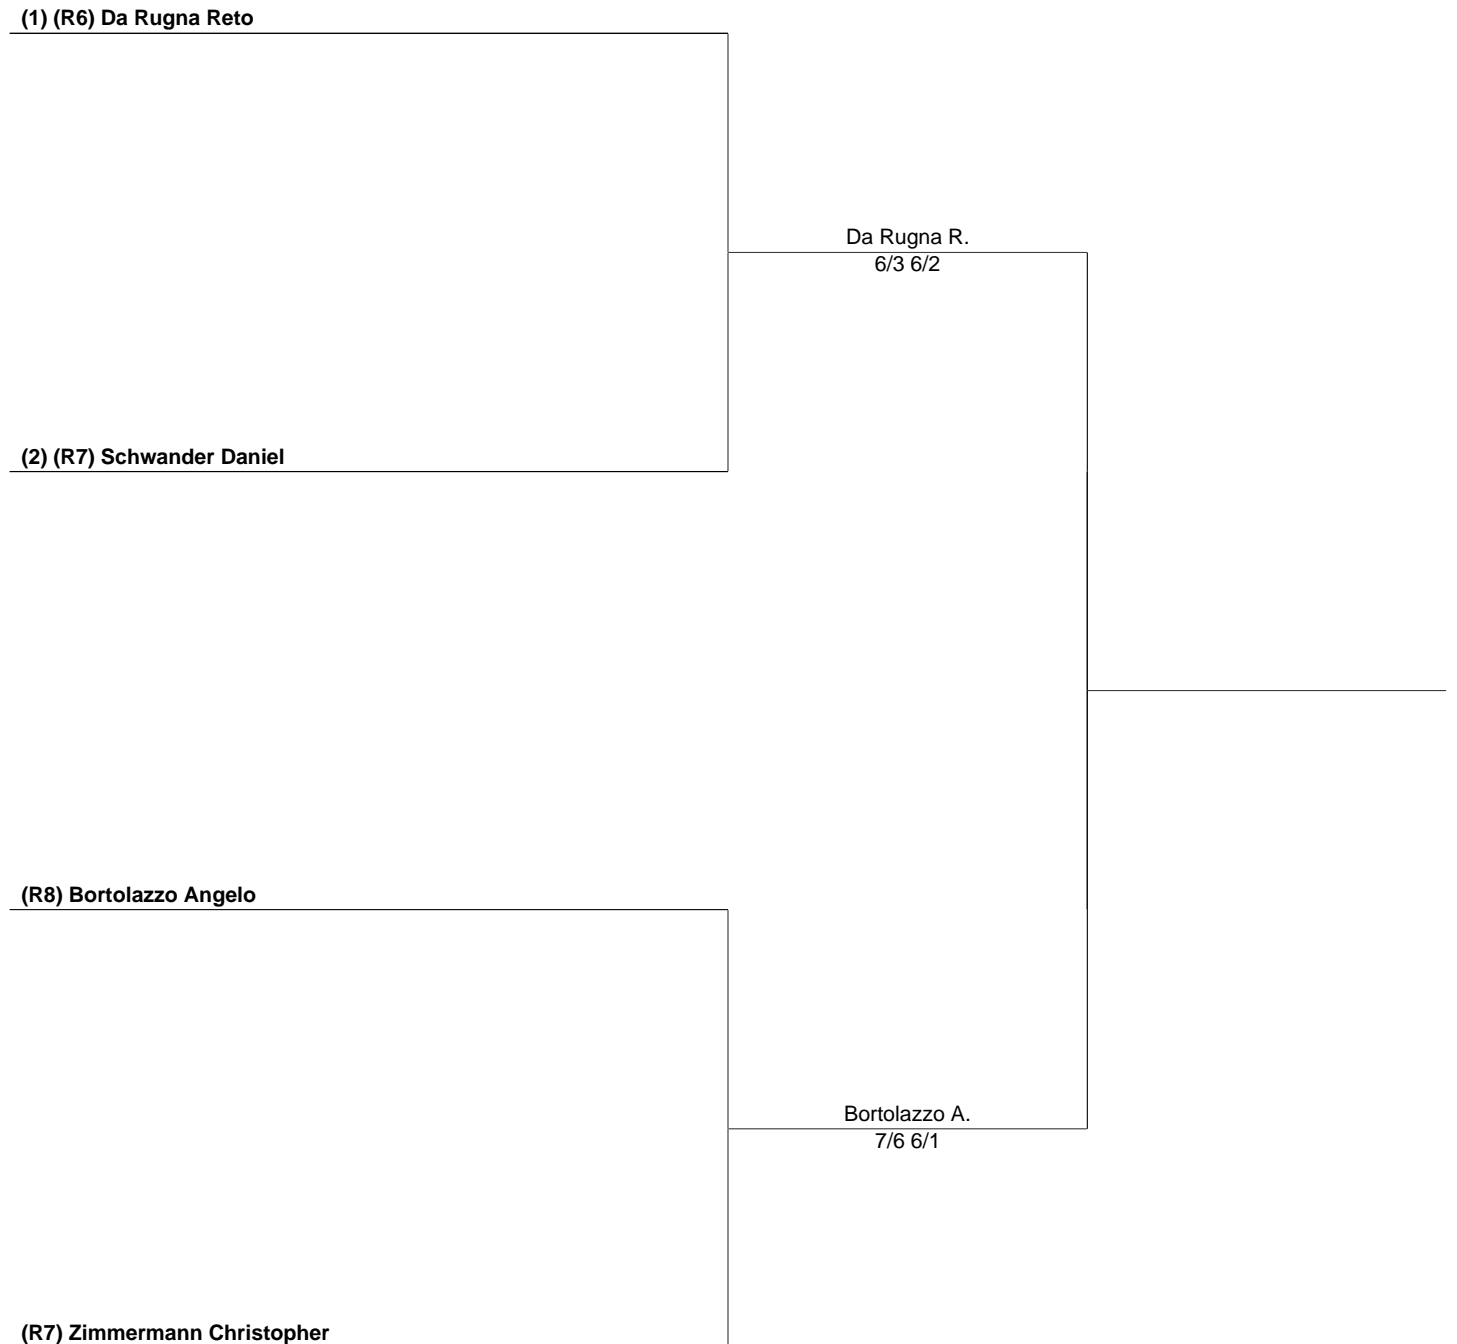 (1) (R6) Da Rugna Reto
Da Rugna R.
6/3 6/2
(2) (R7) Schwander Daniel
(R8) Bortolazzo Angelo
Bortolazzo A.
7/6 6/1
(R7) Zimmermann Christopher